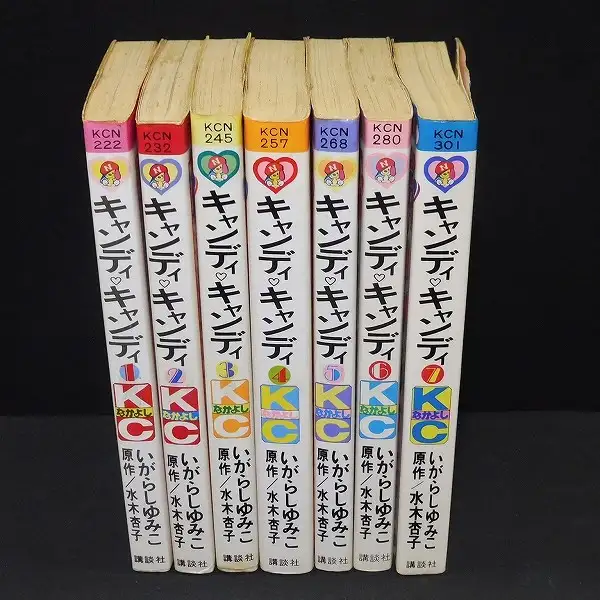 KCN
222
キャンディ♡キャンディ
1
KC
なかよし
いがらしゆみこ
原作/水木杏子
講談社
KCN
232
キャンディ♡キャンディ
2
KC
なかよし
いがらしゆみこ
原作/水木杏子
講談社
KCN
245
キャンディ♡キャンディ
3
KC
なかよし
いがらしゆみこ
原作/水木杏子
講談社
KCN
257
キャンディ♡キャンディ
4
KC
なかよし
いがらしゆみこ
原作/水木杏子
講談社
KCN
268
キャンディ♡キャンディ
5
KC
なかよし
いがらしゆみこ
原作/水木杏子
講談社
KCN
280
キャンディ♡キャンディ
6
KC
なかよし
いがらしゆみこ
原作/水木杏子
講談社
KCN
301
キャンディ♡キャンディ
7
KC
なかよし
いがらしゆみこ
原作/水木杏子
講談社